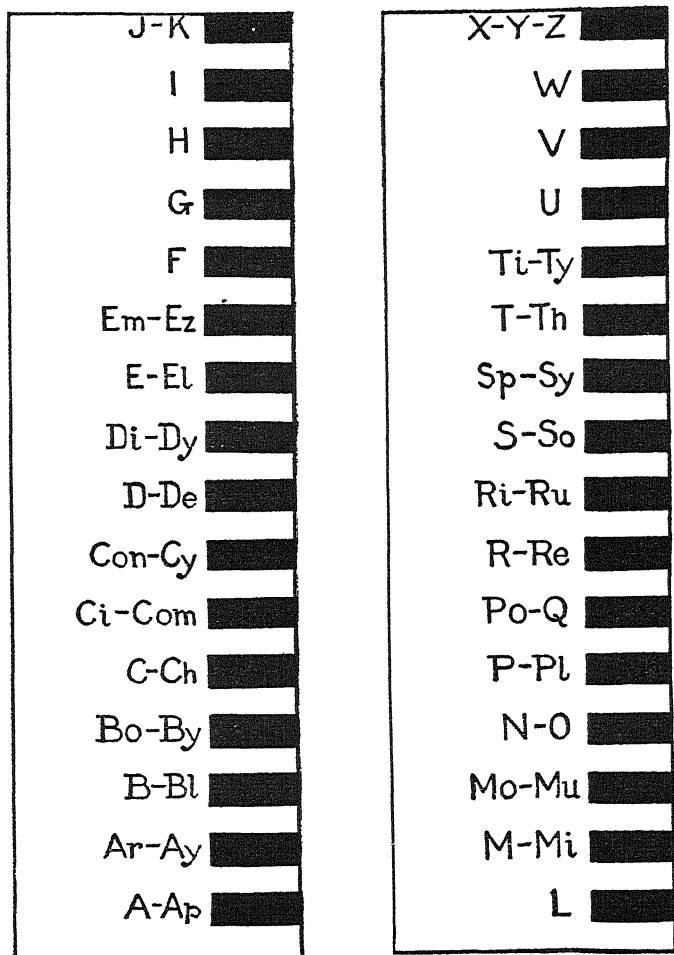 J-K
I
H
G
F
Em-Ez
E-El
Di-Dy
D-De
Con-Cy
Ci-Com
C-Ch
Bo-By
B-Bl
Ar-Ay
A-Ap
X-Y-Z
W
V
U
Ti-Ty
T-Th
Sp-Sy
S-So
Ri-Ru
R-Re
Po-Q
P-Pl
N-O
Mo-Mu
M-Mi
L